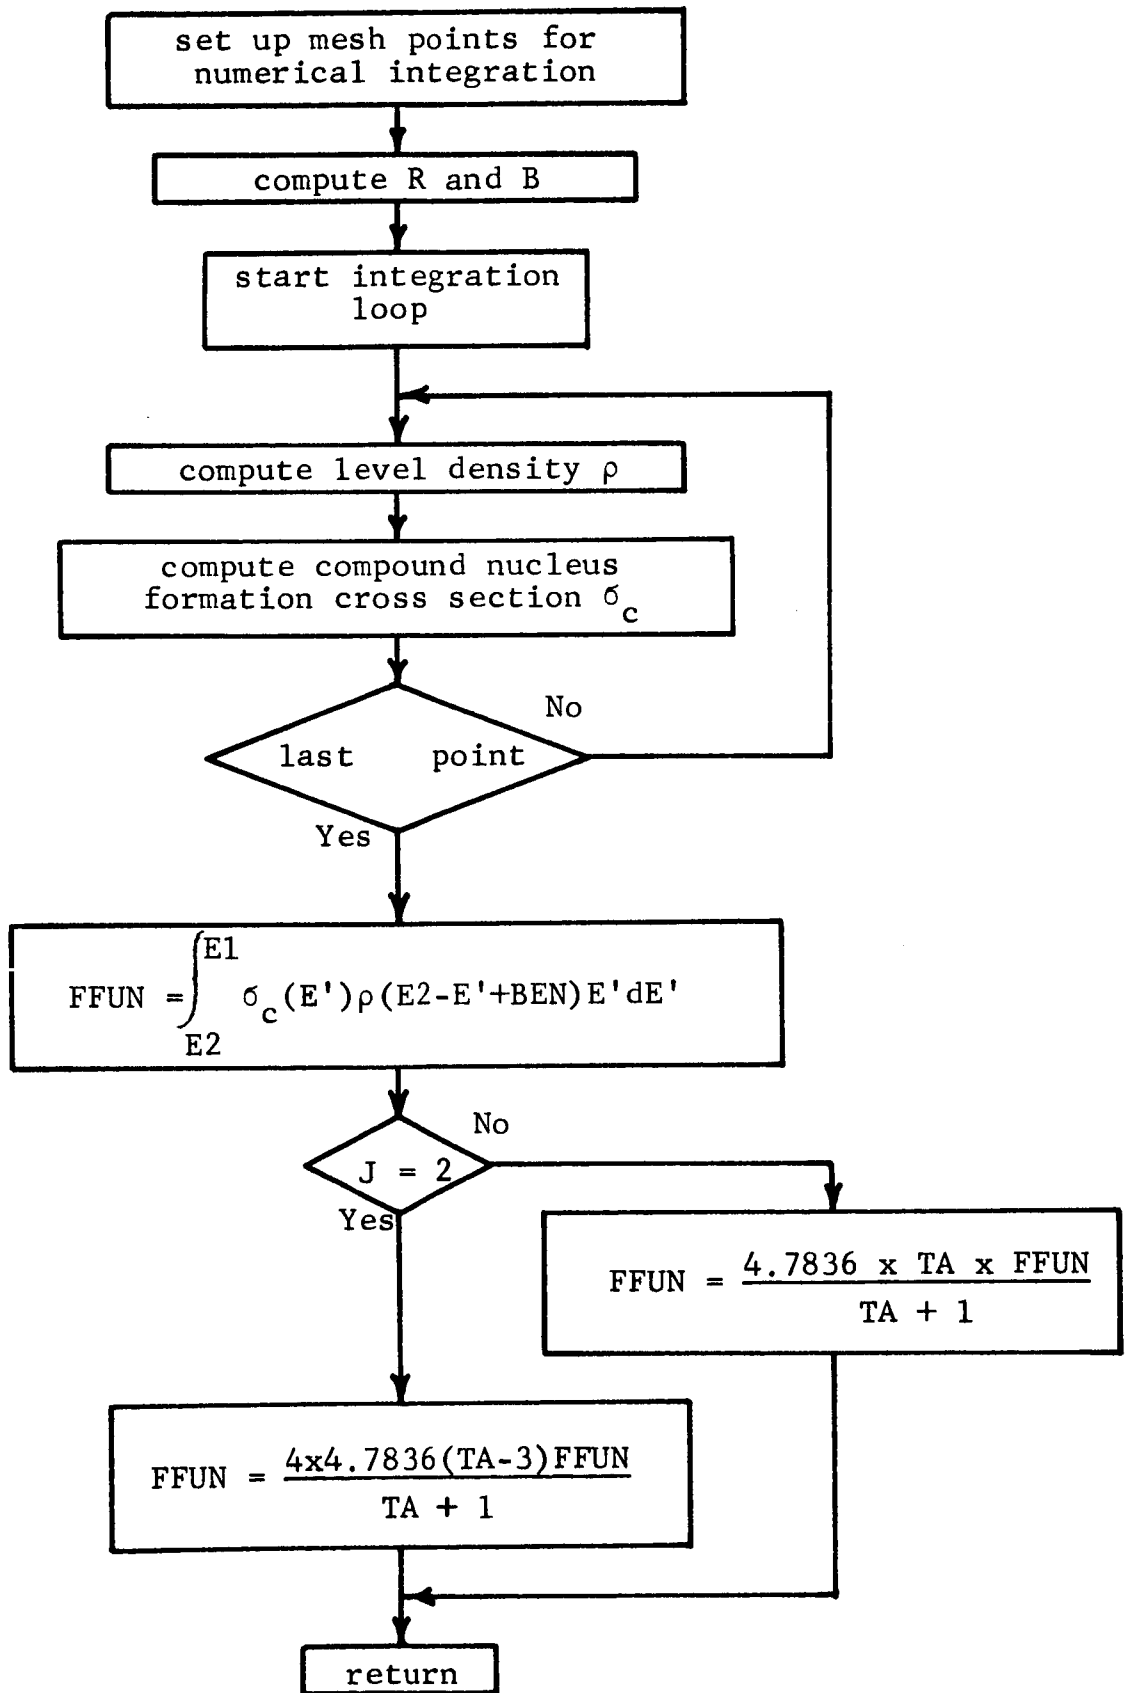 set up mesh points for
numerical integration
compute R and B
start integration
loop
compute level density ρ
compute compound nucleus
formation cross section σc
No
last point
Yes
FFUN = ∫ E1 E2 σc(E')ρ(E2-E'+BEN)E'dE'
No
J = 2
Yes
FFUN = 4.7836 x TA x FFUN
TA + 1
FFUN = 4x4.7836(TA-3)FFUN
TA + 1
return